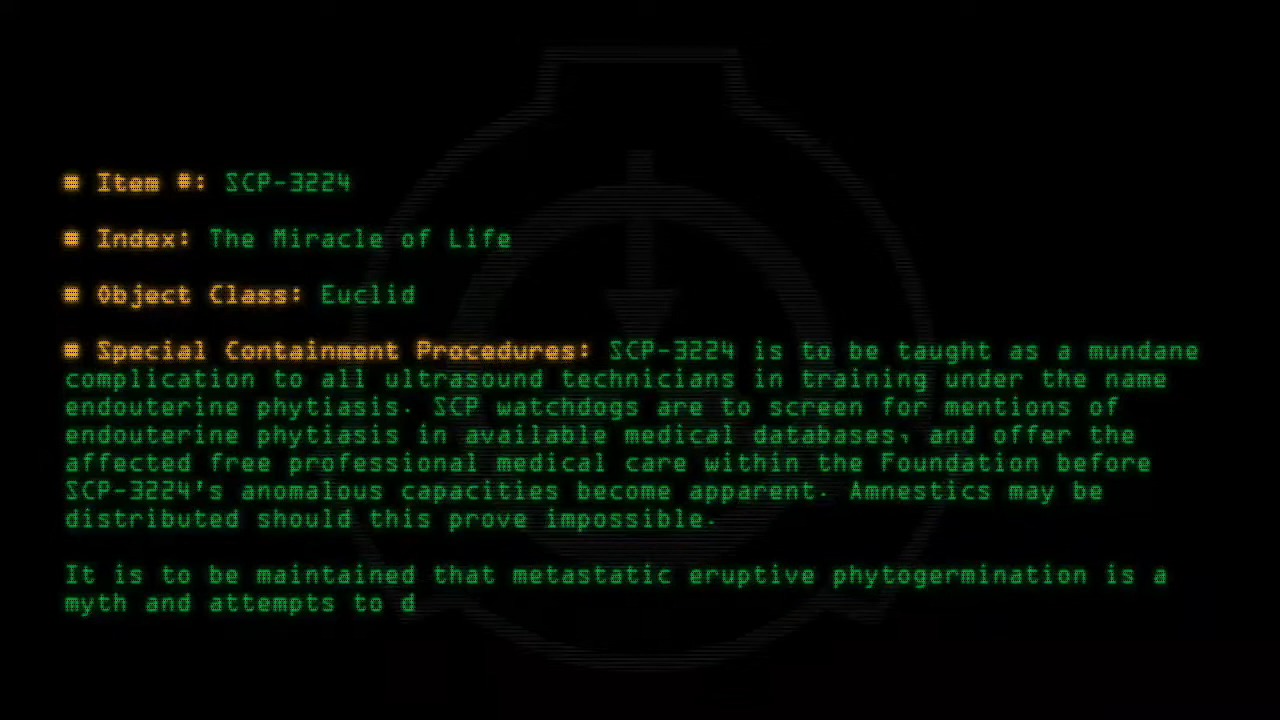 ■ Item #: SCP-3224
■ Index: The Miracle of Life
■ Object Class: Euclid
■ Special Containment Procedures: SCP-3224 is to be taught as a mundane
complication to all ultrasound technicians in training under the name
endouterine phytiasis. SCP watchdogs are to screen for mentions of
endouterine phytiasis in available medical databases, and offer the
affected free professional medical care within the Foundation before
SCP-3224's anomalous capacities become apparent. Amnestics may be
distributed should this prove impossible.
It is to be maintained that metastatic eruptive phytogermination is a
myth and attempts to d